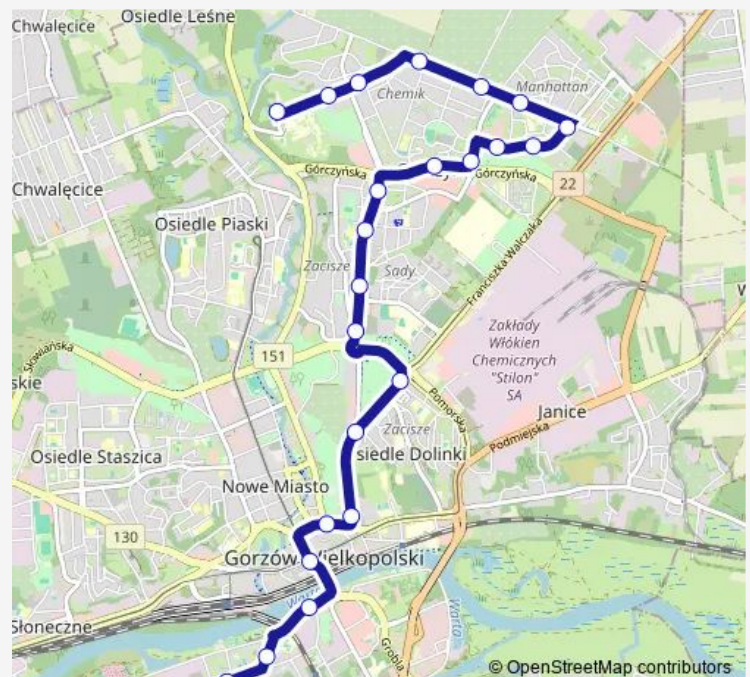 Osiedle Leśne
Chwalęcice
Manhattan
Chemik
Górczyńska
Górczyńska
22
Chwalęcice
Osiedle Piaski
Franciszka Walczaka
Zacisze
Sady
Zakłady
Włókien
Chemicznych
"Stilon"
SA
Słowiańska
151
skie
Pomorska
Janice
Zacisze
Podmiejska
siedle Dolinki
Osiedle Staszica
Nowe Miasto
130
Gorzów Wielkopolski
Warta
Warta
Słoneczne
Grobla
© OpenStreetMap contributors